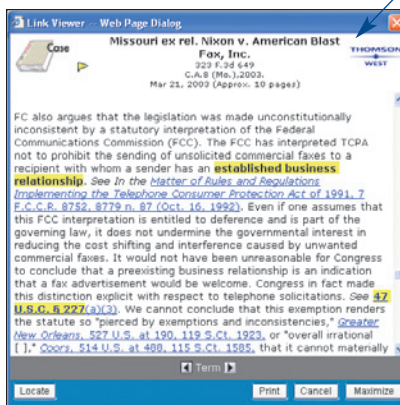 Link Viewer -- Web Page Dialog
Case
Missouri ex rel. Nixon v. American Blast
Fax, Inc.
323 F.3d 649
C.A.8 (Mo.),2003.
Mar 21, 2003 (Approx. 10 pages)
THOMSON
WEST
FC also argues that the legislation was made unconstitutionally
inconsistent by a statutory interpretation of the Federal
Communications Commission (FCC). The FCC has interpreted TCPA
not to prohibit the sending of unsolicited commercial faxes to a
recipient with whom a sender has an established business
relationship. See In the Matter of Rules and Regulations
Implementing the Telephone Consumer Protection Act of 1991, 7
F.C.C.R. 8752, 8779 n. 87 (Oct. 16, 1992). Even if one assumes that
this FCC interpretation is entitled to deference and is part of the
governing law, it does not undermine the governmental interest in
reducing the cost shifting and interference caused by unwanted
commercial faxes. It would not have been unreasonable for Congress
to conclude that a preexisting business relationship is an indication
that a fax advertisement would be welcome. Congress in fact made
this distinction explicit with respect to telephone solicitations. See 47
U.S.C. § 227(a)(3). We cannot conclude that this exemption renders
the statute so "pierced by exemptions and inconsistencies," Greater
New Orleans, 527 U.S. at 190, 119 S.Ct. 1923, or "overall irrational
[ ]," Coors, 514 U.S. at 488, 115 S.Ct. 1585, that it cannot materially
Term
Locate
Print
Cancel
Maximize